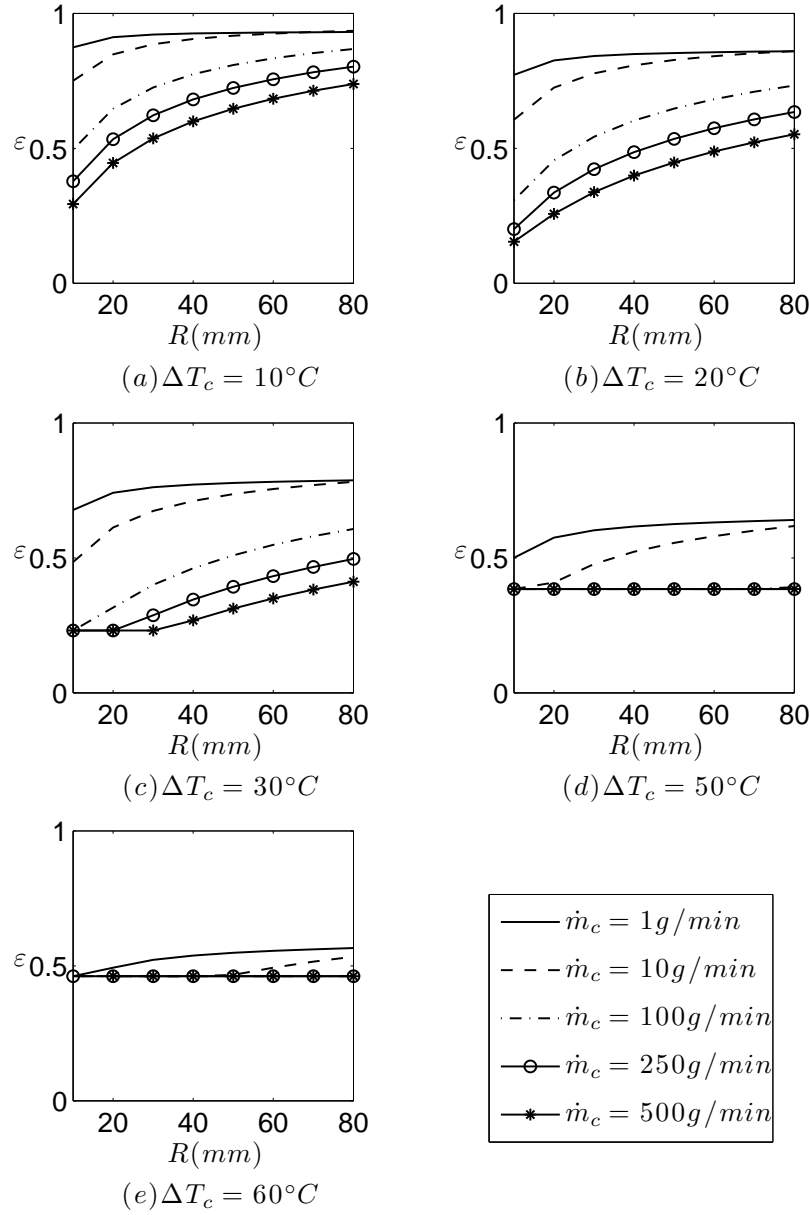 1
1
ε
0.5
ε
0.5
0
0
20
40
60
80
20
40
60
80
R(mm)
R(mm)
(a)ΔT_c = 10°C
(b)ΔT_c = 20°C
1
1
ε
0.5
ε
0.5
0
0
20
40
60
80
20
40
60
80
R(mm)
R(mm)
(c)ΔT_c = 30°C
(d)ΔT_c = 50°C
1
ε
0.5
0
20
40
60
80
R(mm)
(e)ΔT_c = 60°C
ṁ_c = 1g/min
ṁ_c = 10g/min
ṁ_c = 100g/min
ṁ_c = 250g/min
ṁ_c = 500g/min